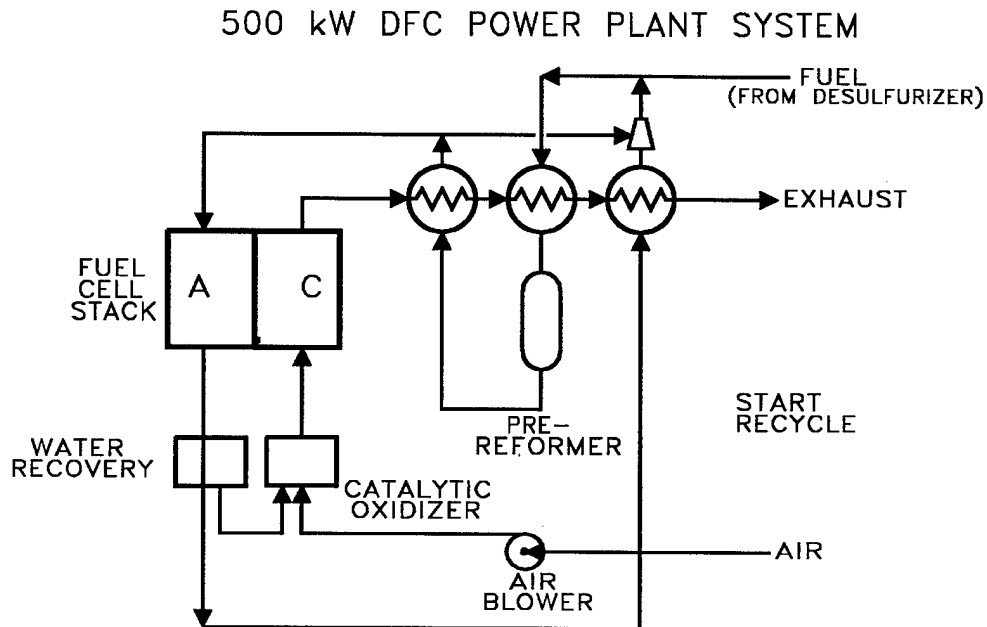 500 kW DFC POWER PLANT SYSTEM
FUEL
(FROM DESULFURIZER)
EXHAUST
FUEL
CELL
STACK
A
C
START
RECYCLE
PRE-
REFORMER
WATER
RECOVERY
CATALYTIC
OXIDIZER
AIR
AIR
BLOWER